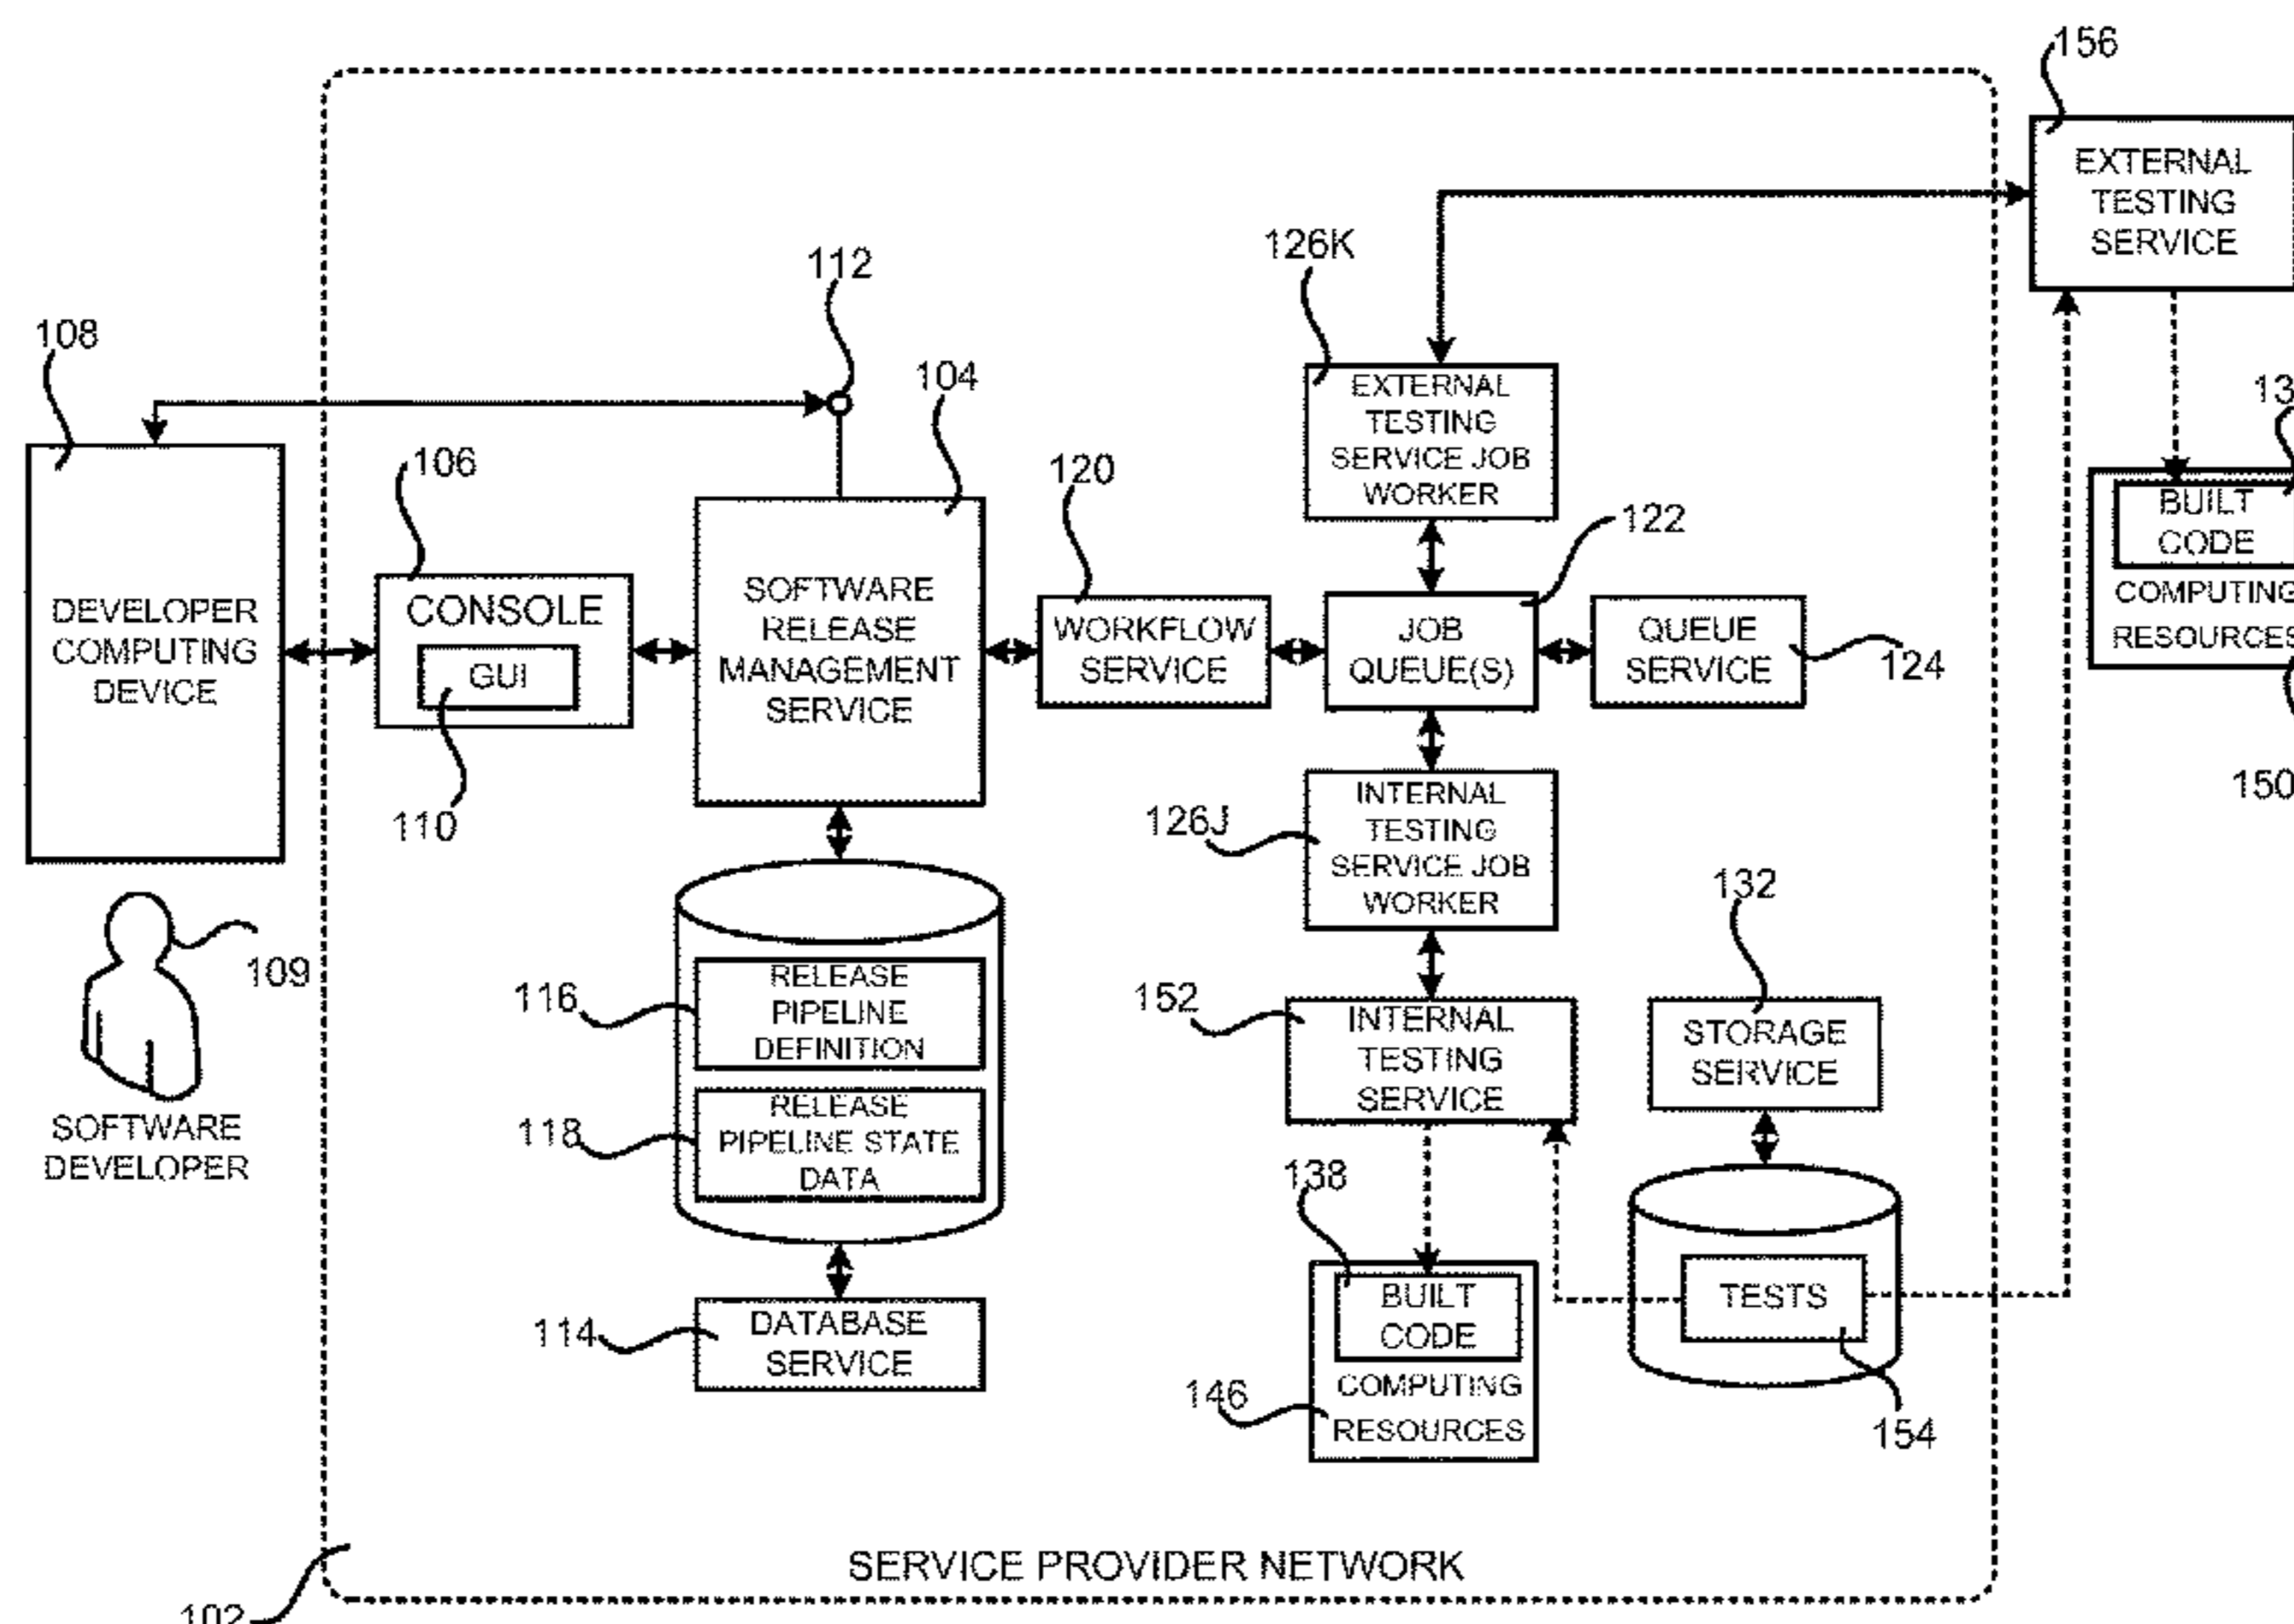 156
EXTERNAL
TESTING
SERVICE
126K
112
108
104
EXTERNAL
TESTING
SERVICE JOB
WORKER
13
106
120
122
BUILT
CODE
COMPUTING
RESOURCES
150
DEVELOPER
COMPUTING
DEVICE
CONSOLE
GUI
110
SOFTWARE
RELEASE
MANAGEMENT
SERVICE
WORKFLOW
SERVICE
JOB
QUEUE(S)
QUEUE
SERVICE
124
126J
INTERNAL
TESTING
SERVICE JOB
WORKER
132
109
SOFTWARE
DEVELOPER
116
RELEASE
PIPELINE
DEFINITION
118
RELEASE
PIPELINE STATE
DATA
152
INTERNAL
TESTING
SERVICE
STORAGE
SERVICE
138
BUILT
CODE
COMPUTING
RESOURCES
146
TESTS
154
114
DATABASE
SERVICE
SERVICE PROVIDER NETWORK
102